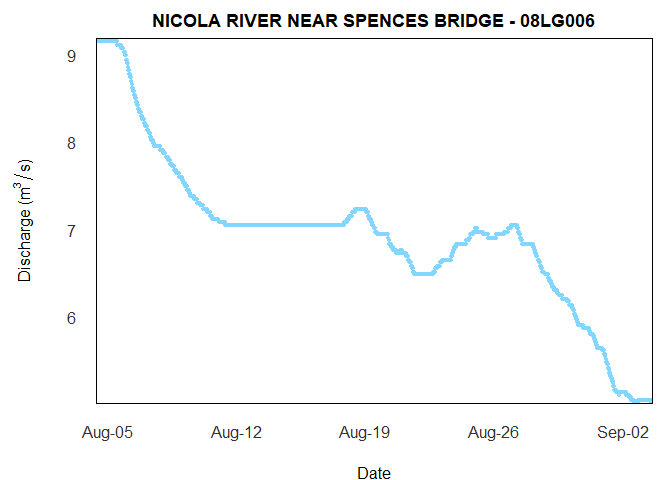 NICOLA RIVER NEAR SPENCES BRIDGE - 08LG006
9
8
7
6
Discharge (m³/s)
Aug-05 Aug-12 Aug-19 Aug-26 Sep-02
Date